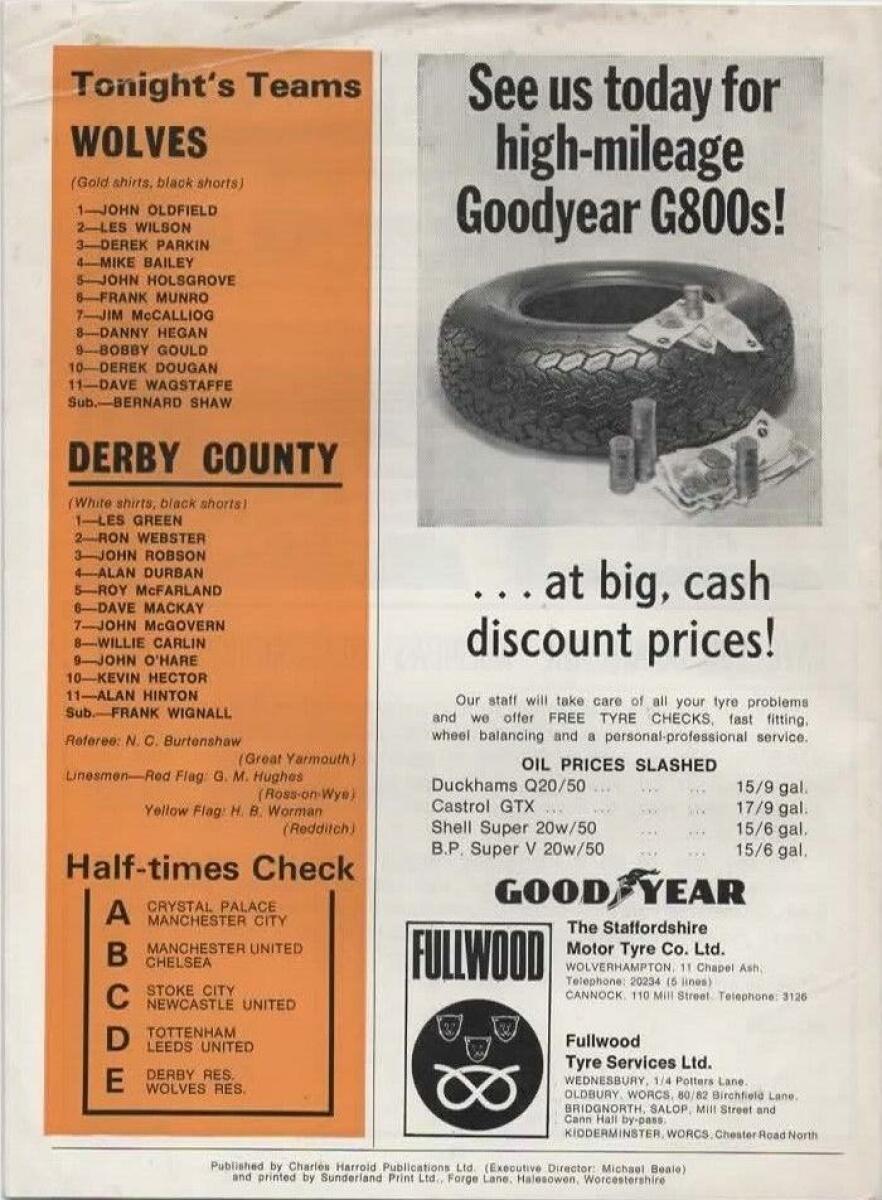 Tonight's Teams
WOLVES
(Gold shirts, black shorts)
1—JOHN OLDFIELD
2—LES WILSON
3—DEREK PARKIN
4—MIKE BAILEY
5—JOHN HOLSGROVE
6—FRANK MUNRO
7—JIM McCALLIOG
8—DANNY HEGAN
9—BOBBY GOULD
10—DEREK DOUGAN
11—DAVE WAGSTAFFE
Sub.—BERNARD SHAW
DERBY COUNTY
(White shirts, black shorts)
1—LES GREEN
2—RON WEBSTER
3—JOHN ROBSON
4—ALAN DURBAN
5—ROY McFARLAND
6—DAVE MACKAY
7—JOHN McGOVERN
8—WILLIE CARLIN
9—JOHN O'HARE
10—KEVIN HECTOR
11—ALAN HINTON
Sub.—FRANK WIGNALL
Referee: N. C. Burtenshaw
(Great Yarmouth)
Linesmen—Red Flag: G. M. Hughes
(Ross-on-Wye)
Yellow Flag: H. B. Worman
(Redditch)
Half-times Check
A CRYSTAL PALACE
MANCHESTER CITY
B MANCHESTER UNITED
CHELSEA
C STOKE CITY
NEWCASTLE UNITED
D TOTTENHAM
LEEDS UNITED
E DERBY RES.
WOLVES RES.
See us today for
high-mileage
Goodyear G800s!
...at big, cash
discount prices!
Our staff will take care of all your tyre problems
and we offer FREE TYRE CHECKS, fast fitting,
wheel balancing and a personal-professional service.
OIL PRICES SLASHED
Duckhams Q20/50 ... ... ... 15/9 gal.
Castrol GTX ... ... ... 17/9 gal.
Shell Super 20w/50 ... ... 15/6 gal.
B.P. Super V 20w/50 ... ... 15/6 gal.
GOODYEAR
FULLWOOD
The Staffordshire
Motor Tyre Co. Ltd.
WOLVERHAMPTON, 11 Chapel Ash,
Telephone: 20234 (5 lines)
CANNOCK, 110 Mill Street. Telephone: 3126
Fullwood
Tyre Services Ltd.
WEDNESBURY, 1/4 Potters Lane.
OLDBURY, WORCS, 80/82 Birchfield Lane.
BRIDGNORTH, SALOP, Mill Street and
Cann Hall by-pass.
KIDDERMINSTER, WORCS, Chester Road North
Published by Charles Harrold Publications Ltd. (Executive Director: Michael Beale)
and printed by Sunderland Print Ltd., Forge Lane, Halesowen, Worcestershire